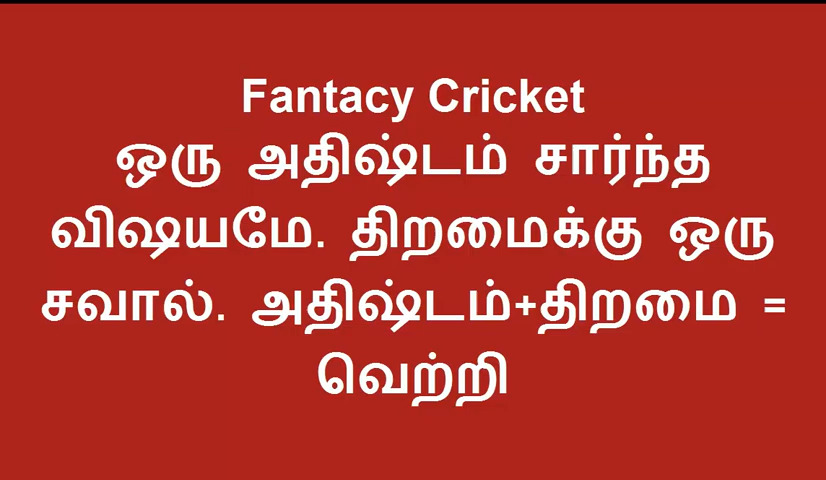 Fantacy Cricket
ஒரு அதிஷ்டம் சார்ந்த
விஷயமே. திறமைக்கு ஒரு
சவால். அதிஷ்டம்+திறமை =
வெற்றி